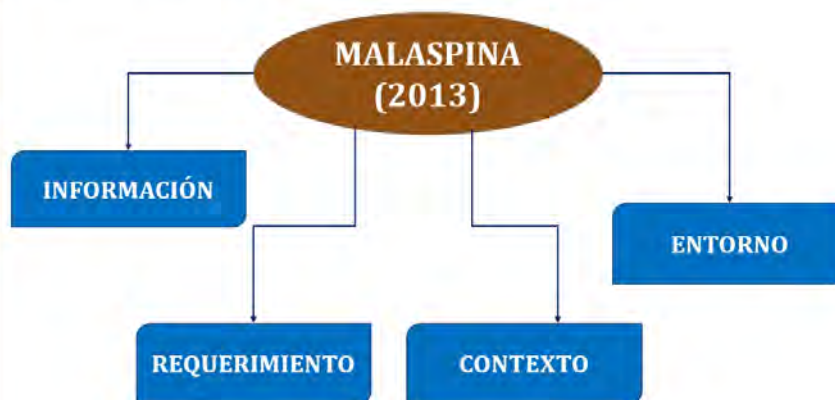 MALASPINA
(2013)
INFORMACIÓN
ENTORNO
REQUERIMIENTO
CONTEXTO